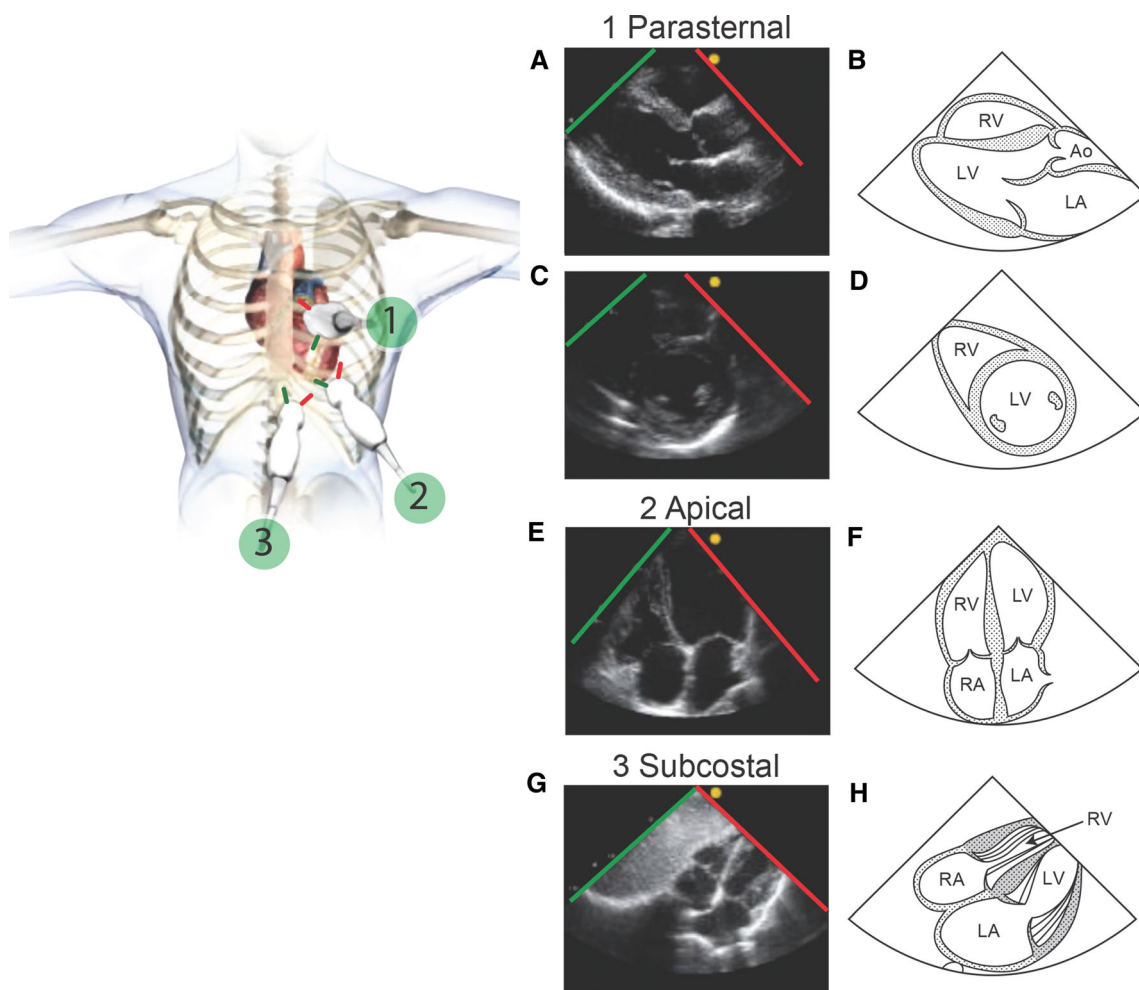 1 Parasternal
A
B
RV
Ao
LV
LA
C
D
RV
LV
1
2
3
2 Apical
E
F
RV
LV
RA
LA
3 Subcostal
G
H
RV
RA
LV
LA